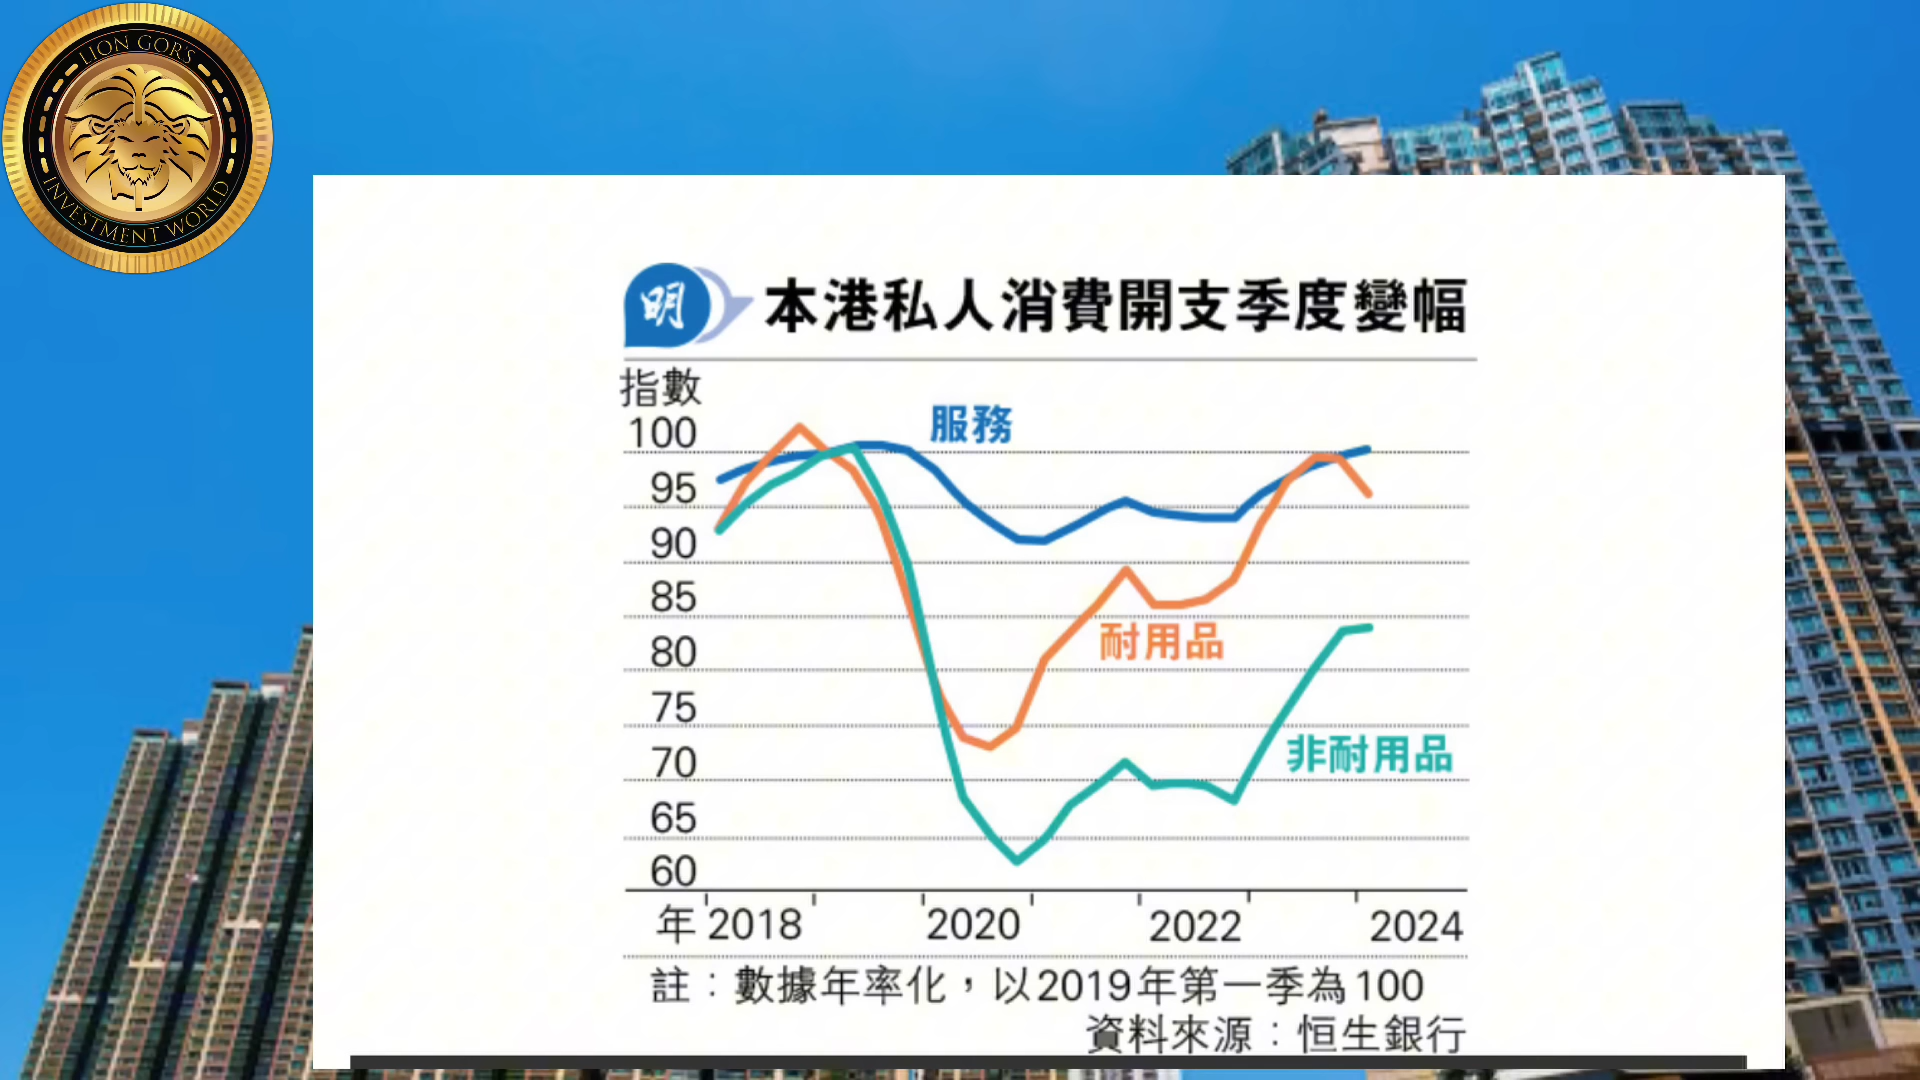 LION GOR'S
INVESTMENT WORLD
明
本港私人消費開支季度變幅
指數
服務
100
95
90
85
耐用品
80
75
非耐用品
70
65
60
年 2018 2020 2022 2024
註：數據年率化，以2019年第一季為100
資料來源：恒生銀行